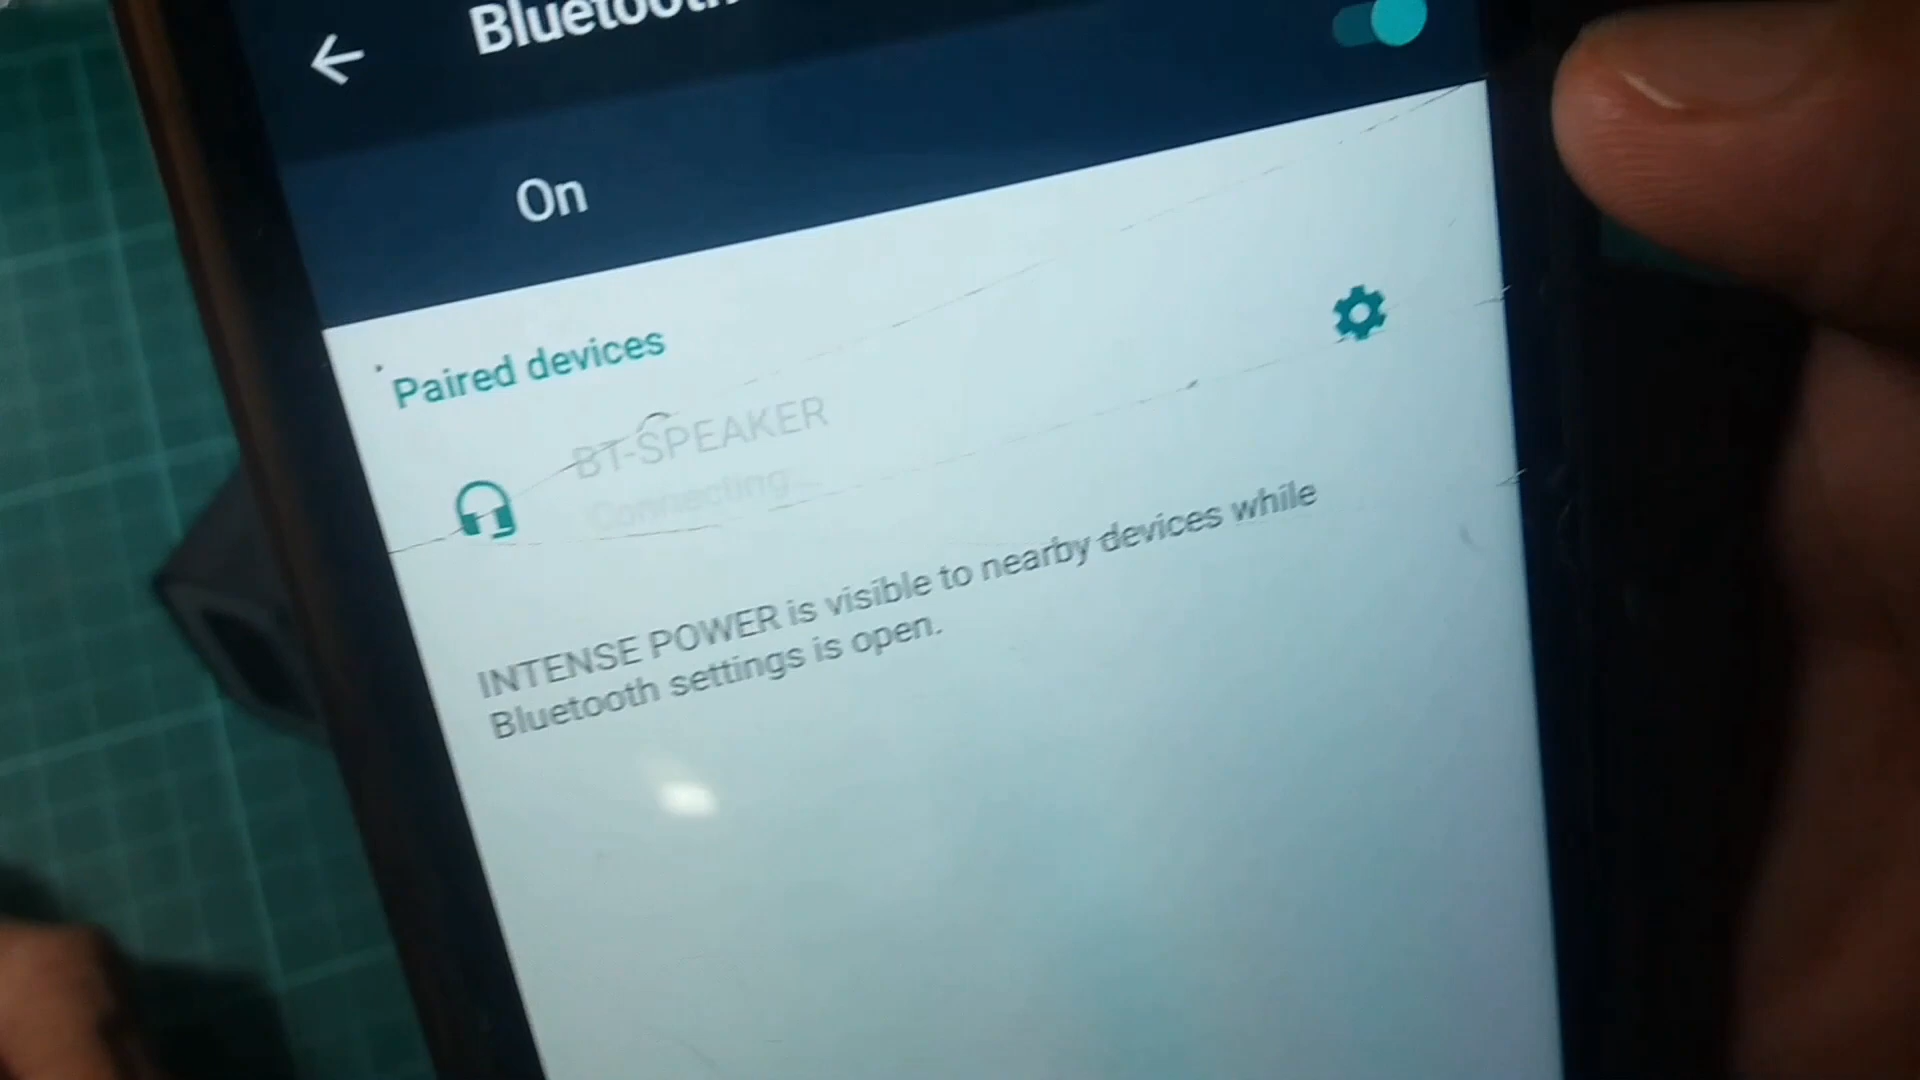 Bluetooth
On
Paired devices
BT-SPEAKER
Connecting...
INTENSE POWER is visible to nearby devices while
Bluetooth settings is open.